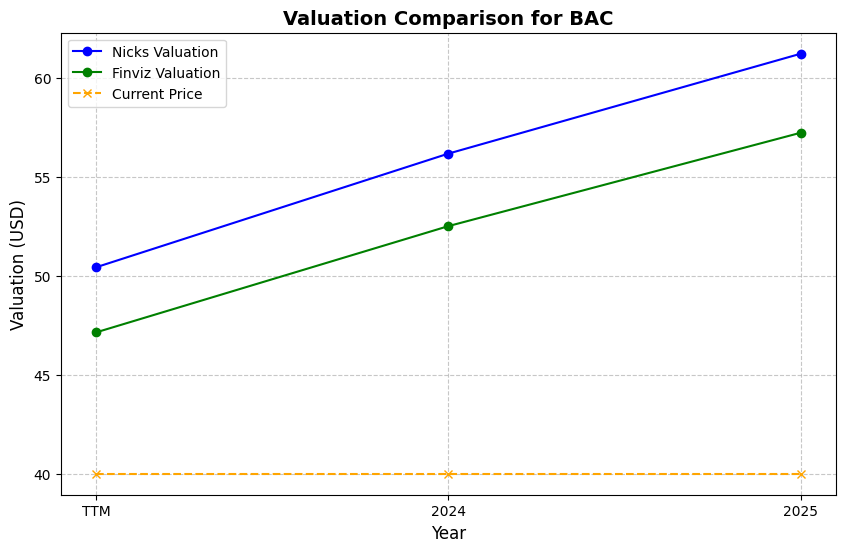 Valuation Comparison for BAC
Nicks Valuation
Finviz Valuation
Current Price
Valuation (USD)
60
55
50
45
40
TTM
2024
2025
Year